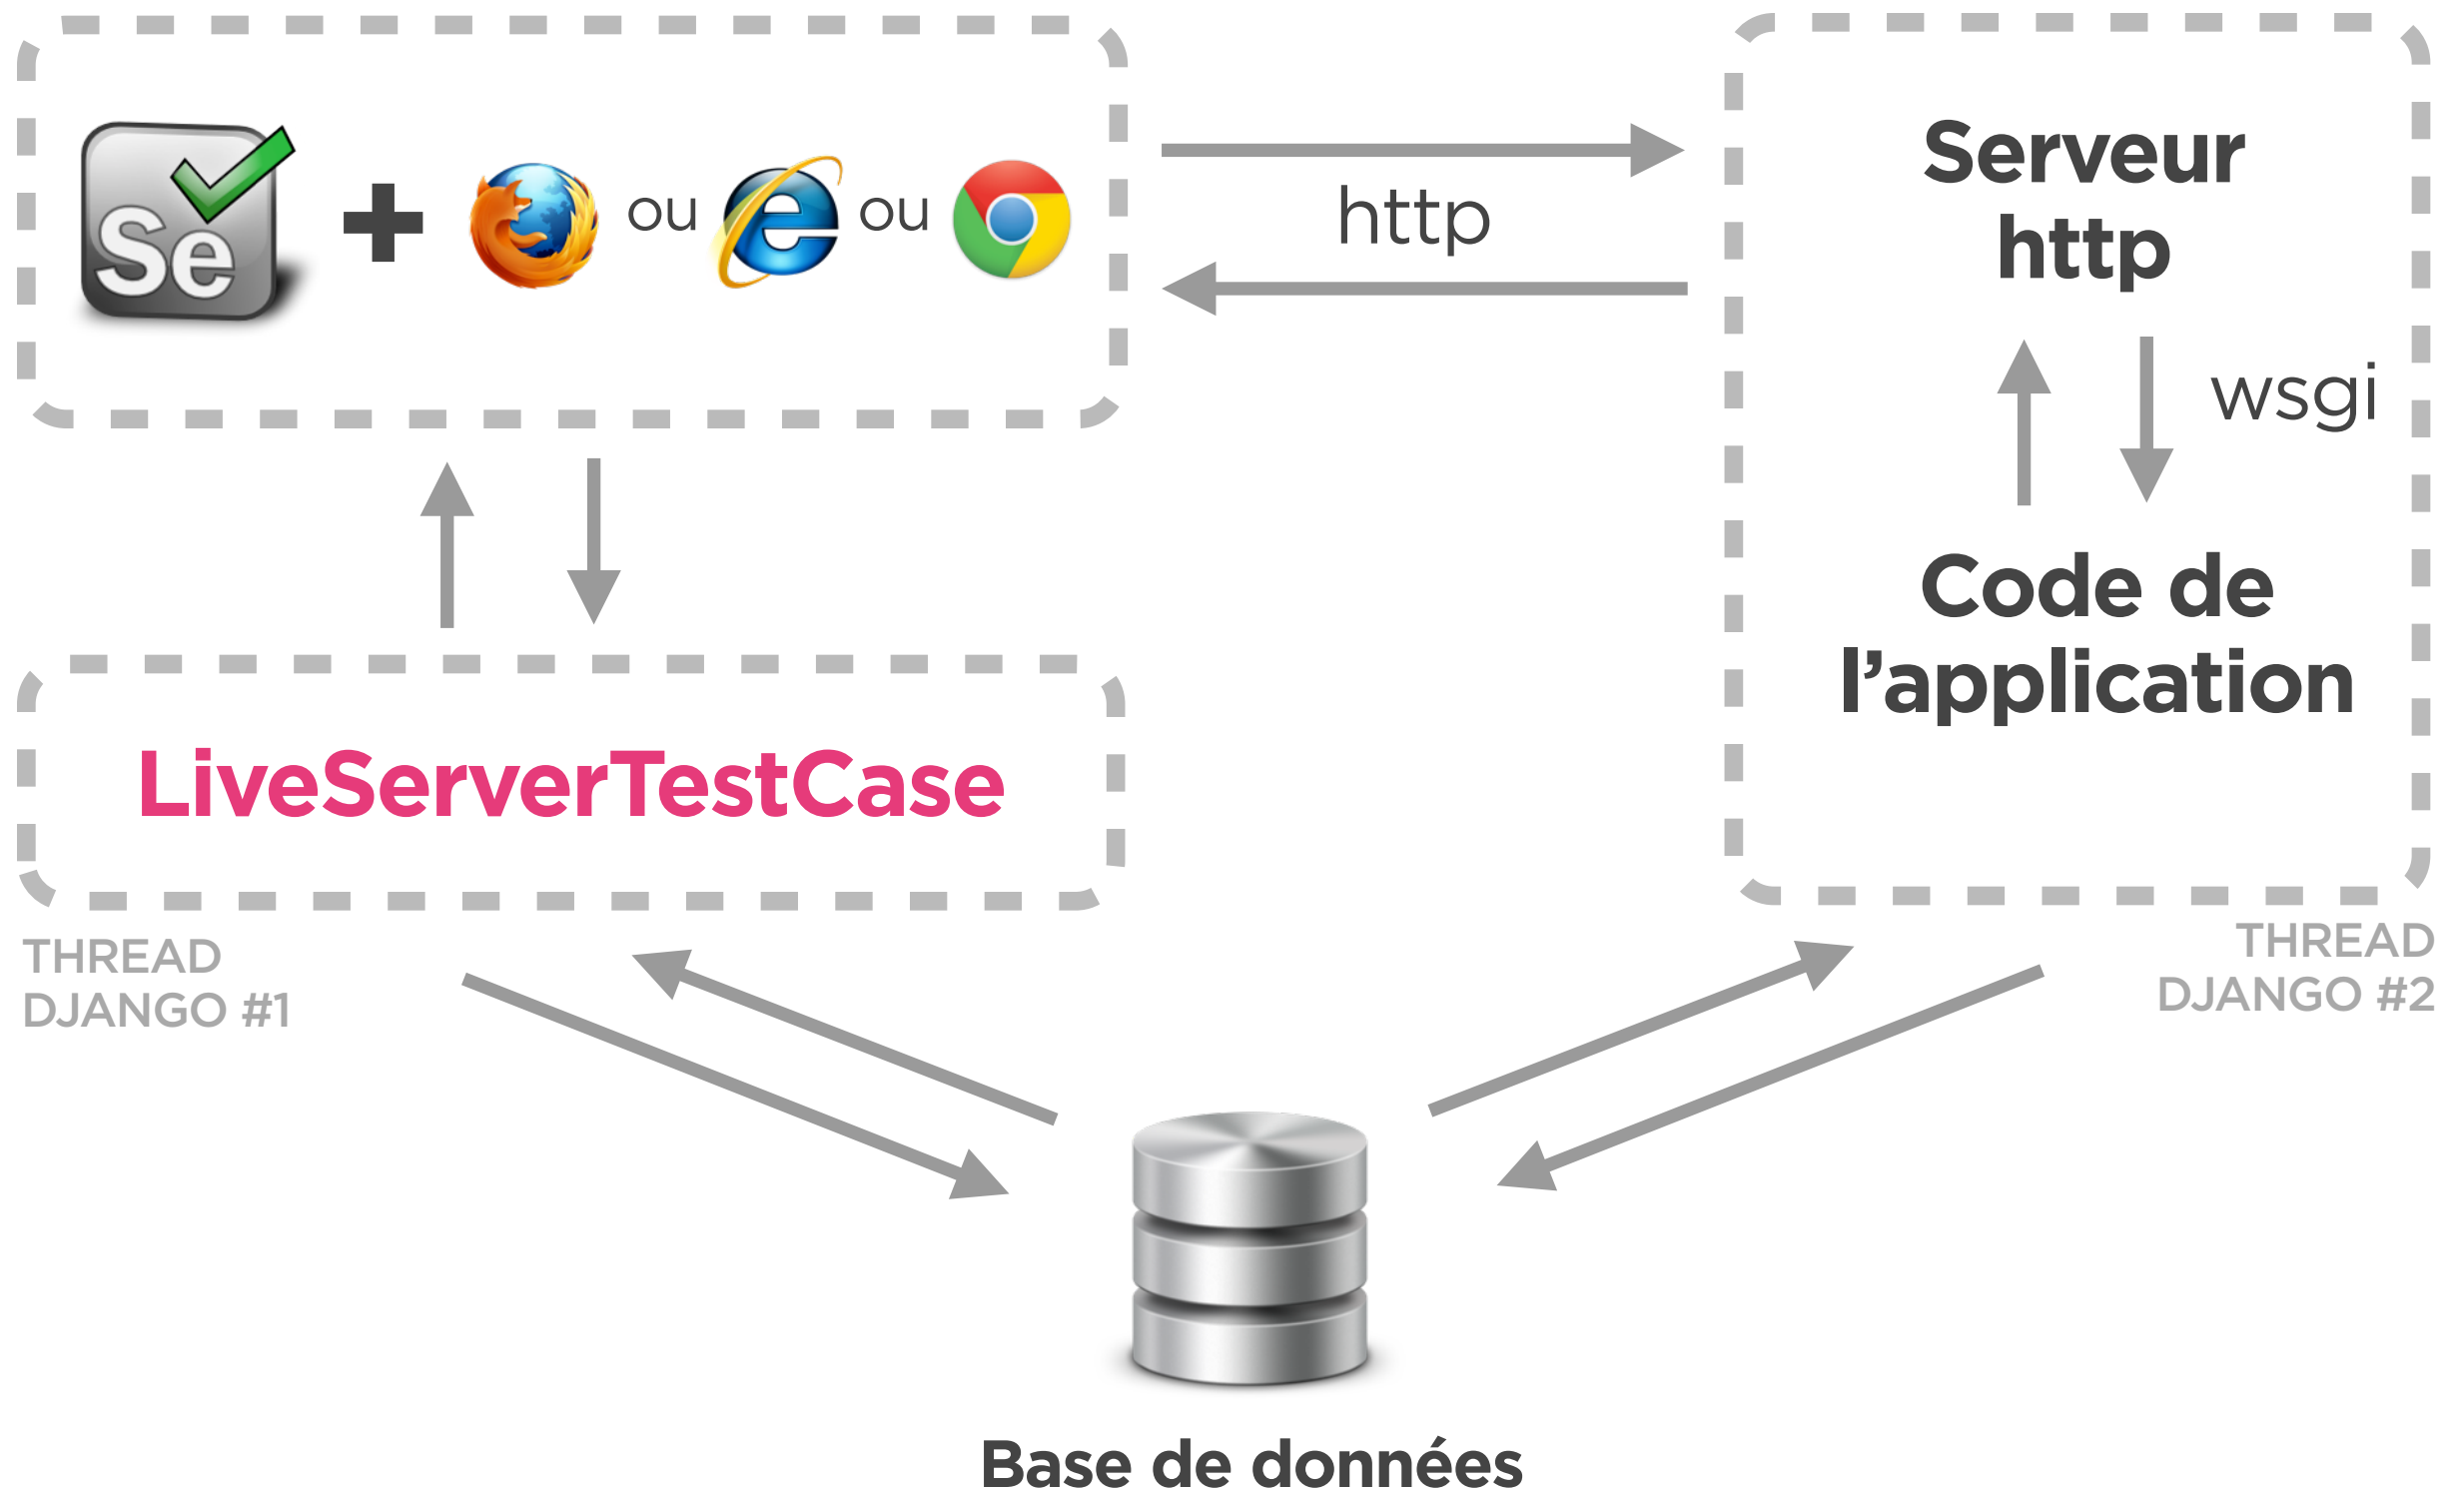 Se
ou
ou
http
Serveur
http
wsgi
Code de
l’application
LiveServerTestCase
THREAD
DJANGO #1
THREAD
DJANGO #2
Base de données